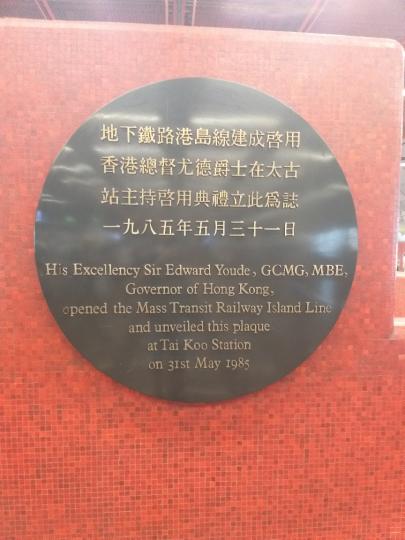 地下鐵路港島線建成啓用
香港總督尤德爵士在太古
站主持啓用典禮立此爲誌
一九八五年五月三十一日
His Excellency Sir Edward Youde, GCMG, MBE,
Governor of Hong Kong,
opened the Mass Transit Railway Island Line
and unveiled this plaque
at Tai Koo Station
on 31st May 1985